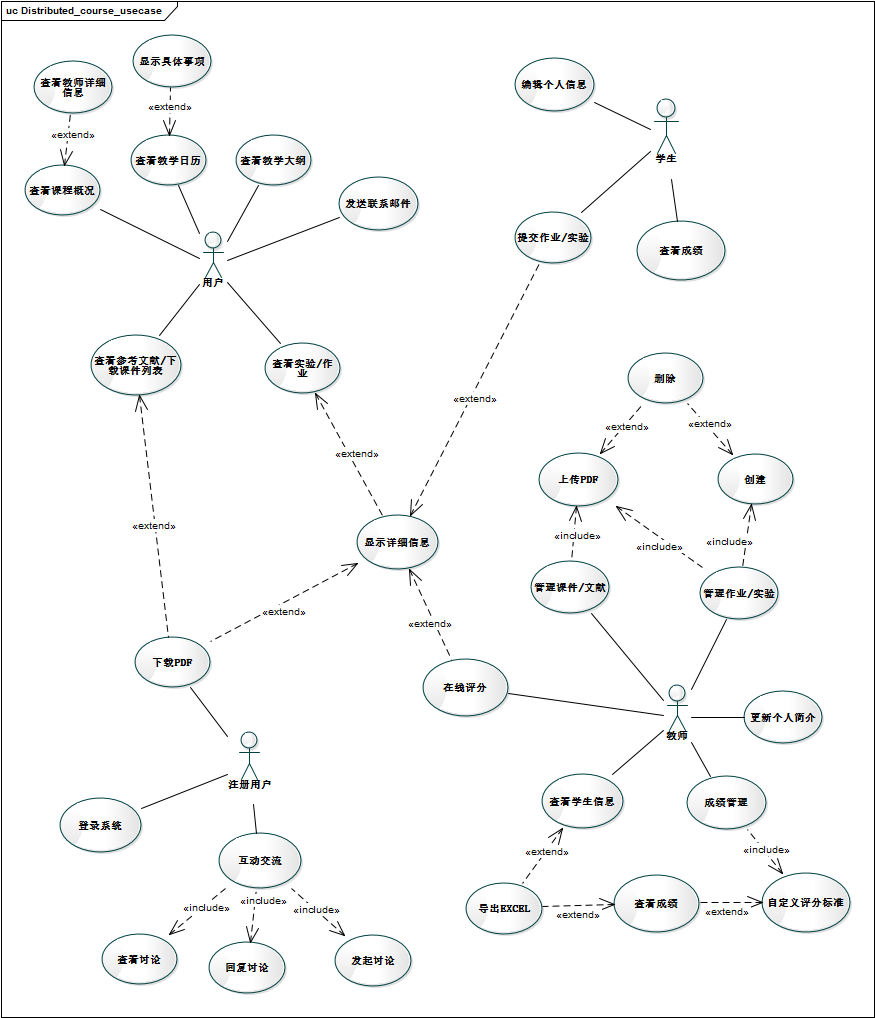 uc Distributed_course_usecase
显示具体事项
查看教师详细
信息
编辑个人信息
«extend»
«extend»
学生
查看教学日历
查看教学大纲
查看课程概况
发送联系邮件
提交作业/实验
查看成绩
用户
查看参考文献/下
载课件列表
查看实验/作
业
删除
«extend»
«extend»
«extend»
«extend»
上传PDF
创建
«extend»
«include»
«include»
«include»
显示详细信息
管理课件/文献
管理作业/实验
«extend»
«extend»
下载PDF
在线评分
更新个人简介
教师
注册用户
查看学生信息
成绩管理
登录系统
«extend»
«include»
互动交流
«include»
«include»
«include»
导出EXCEL
«extend»
查看成绩
«extend»
自定义评分标准
查看讨论
回复讨论
发起讨论